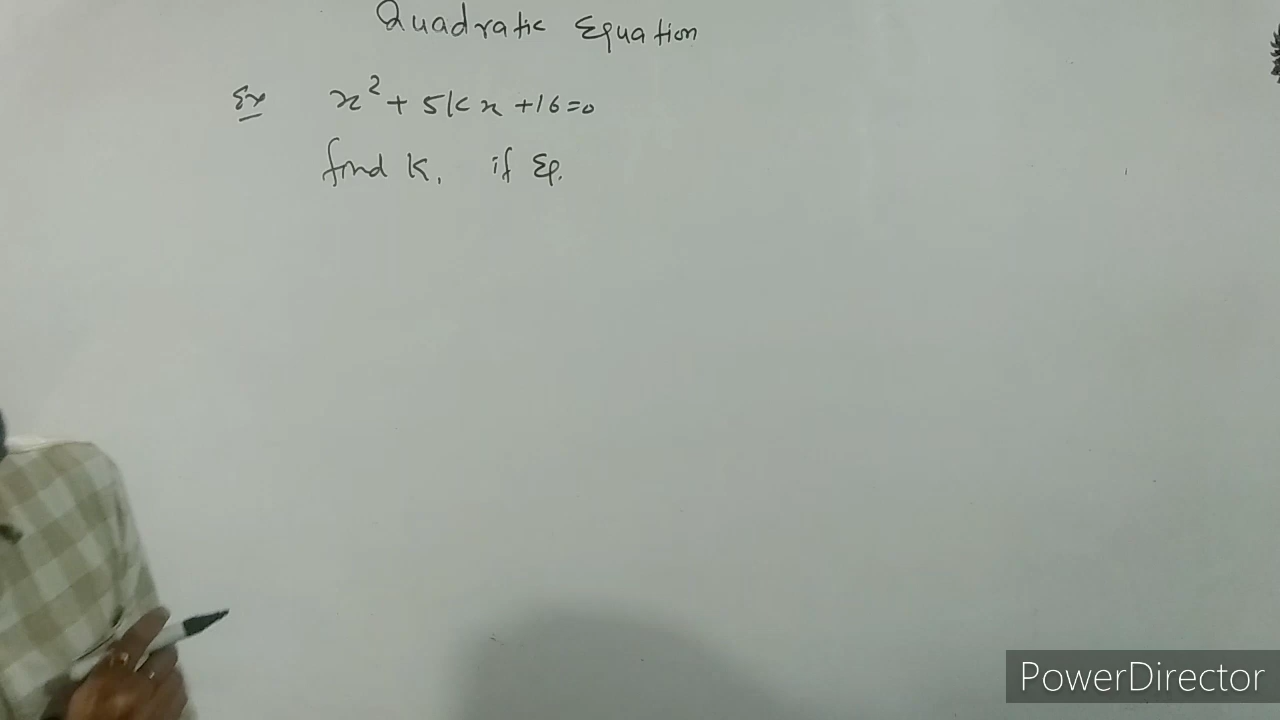 Quadratic Equation
Ex x² + 5kx + 16 = 0
find k, if Eq.
PowerDirector